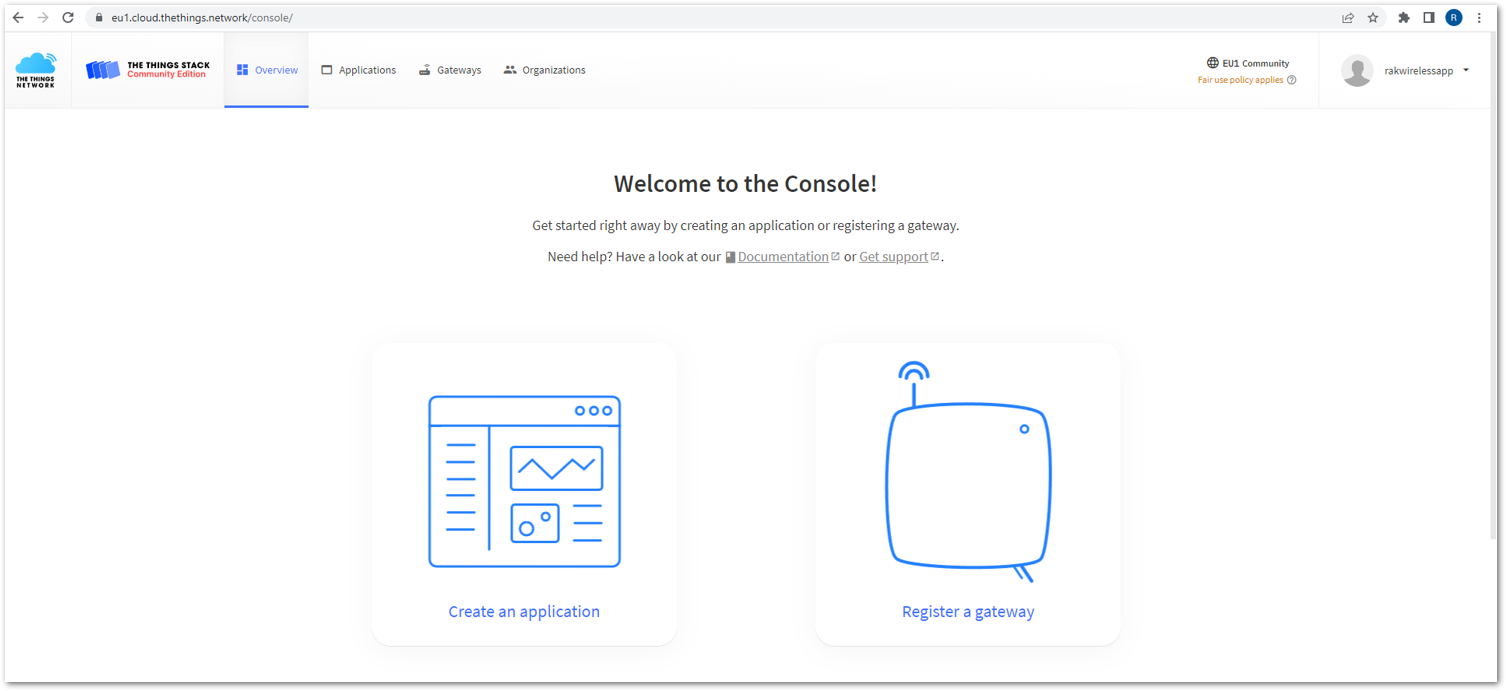 eu1.cloud.thethings.network/console/
R
THE THINGS
NETWORK
THE THINGS STACK
Community Edition
Overview
Applications
Gateways
Organizations
EU1 Community
Fair use policy applies
rakwirelessapp
Welcome to the Console!
Get started right away by creating an application or registering a gateway.
Need help? Have a look at our Documentation or Get support.
Create an application
Register a gateway